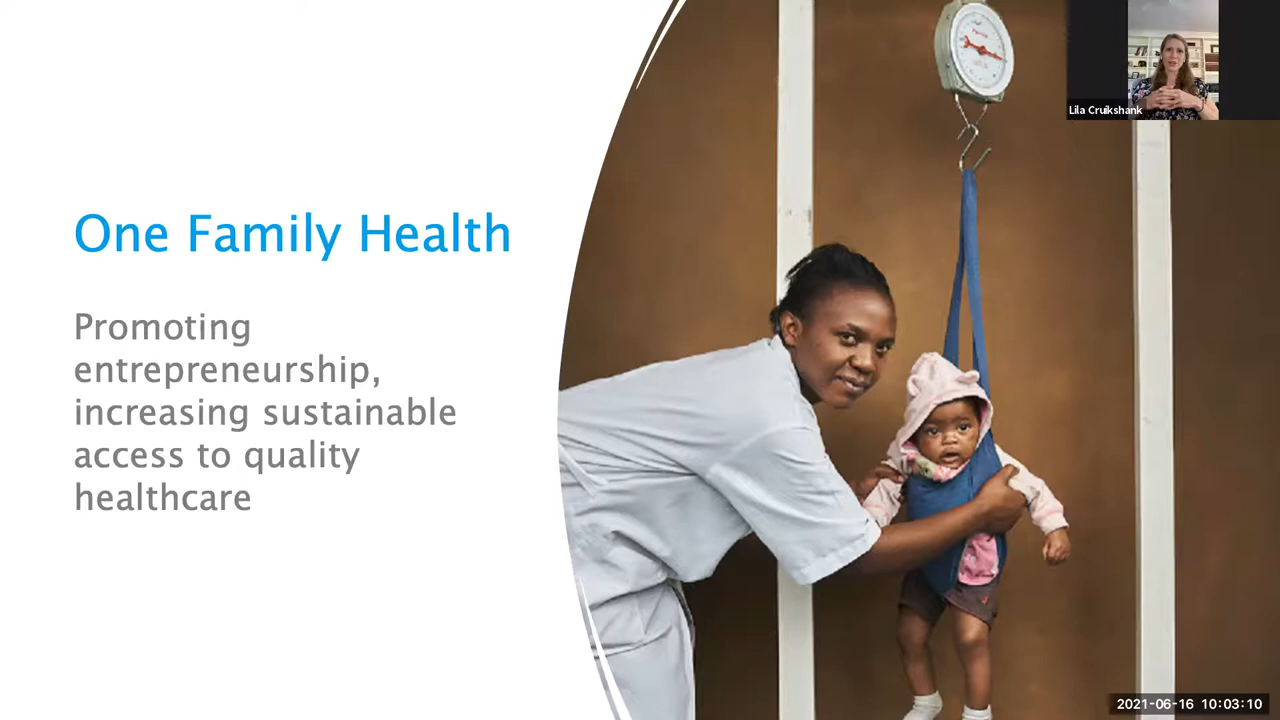 One Family Health
Promoting
entrepreneurship,
increasing sustainable
access to quality
healthcare
Lila Cruikshank
2021-06-16 10:03:10